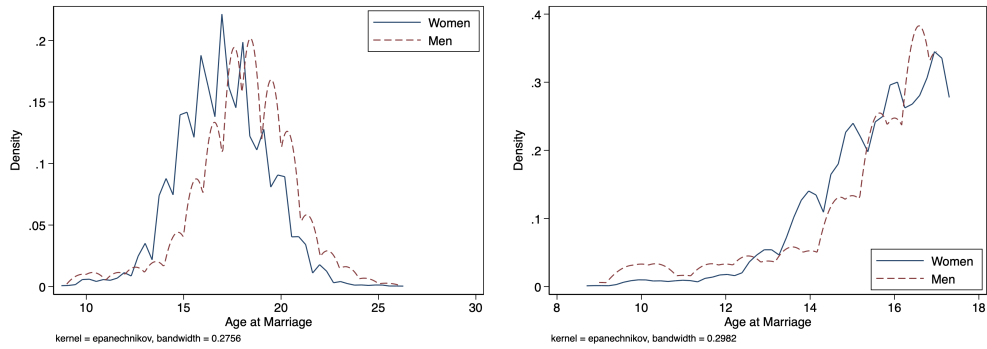 Density
0
.05
.1
.15
.2
10
15
20
25
30
Age at Marriage
Women
Men
kernel = epanechnikov, bandwidth = 0.2756
Density
0
.1
.2
.3
.4
8
10
12
14
16
18
Age at Marriage
Women
Men
kernel = epanechnikov, bandwidth = 0.2982